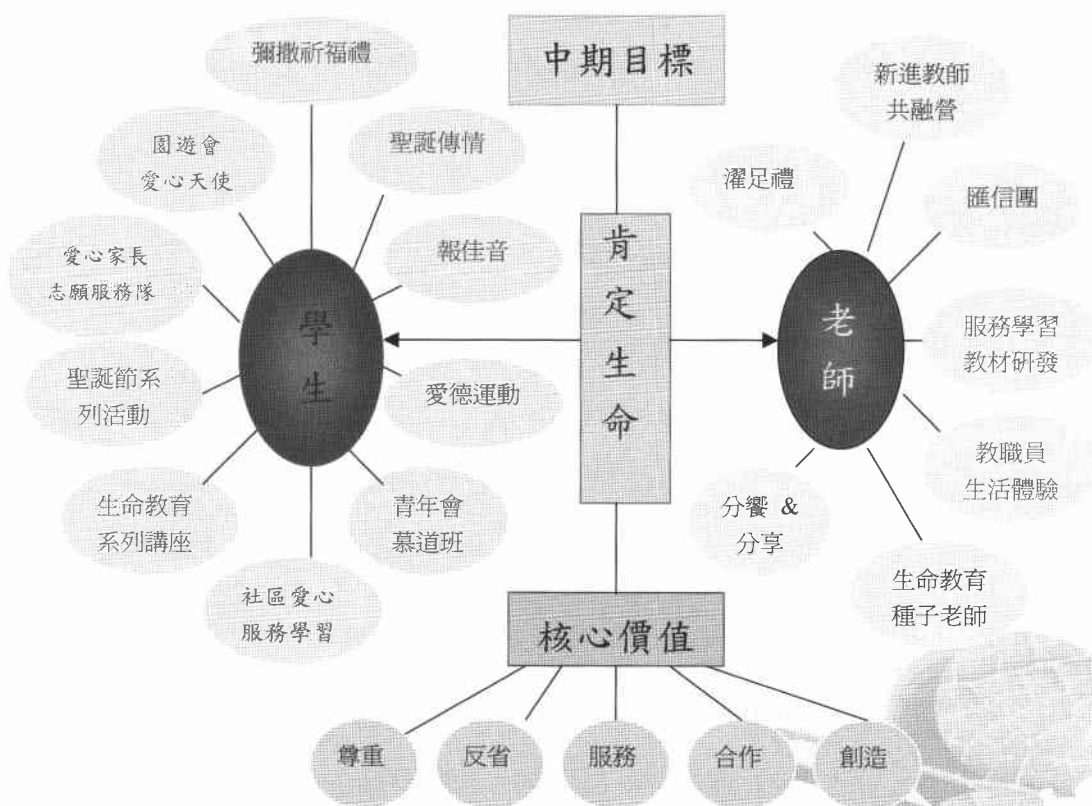 中期目標
肯定生命
核心價值
尊重
反省
服務
合作
創造
學生
彌撒祈福禮
聖誕傳情
報佳音
愛德運動
青年會
慕道班
社區愛心
服務學習
生命教育
系列講座
聖誕節系
列活動
愛心家長
志願服務隊
園遊會
愛心天使
老師
濯足禮
新進教師
共融營
匯信團
服務學習
教材研發
教職員
生活體驗
生命教育
種子老師
分饗 &
分享